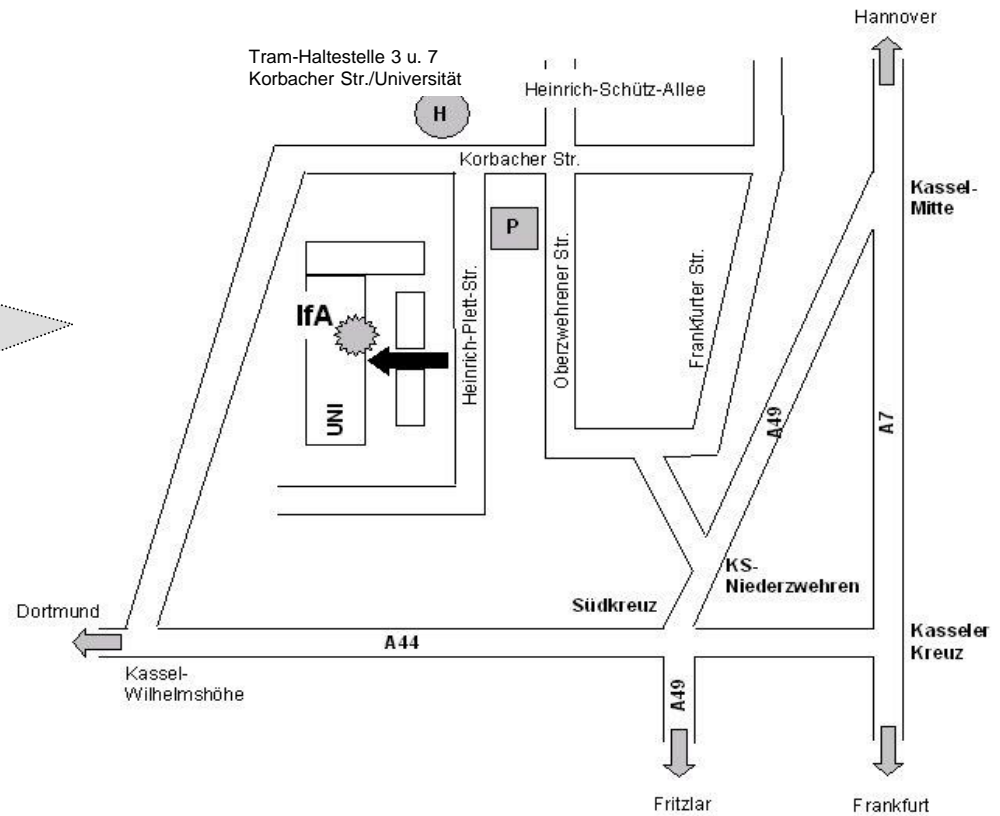 Hannover
Tram-Haltestelle 3 u. 7
Korbacher Str./Universität
Heinrich-Schütz-Allee
H
Korbacher Str.
Kassel-
Mitte
P
Heinrich-Plett-Str.
Oberzwehrener Str.
Frankfurter Str.
IfA
UNI
A49
A7
KS-
Niederzwehren
Südkreuz
Dortmund
A44
Kasseler
Kreuz
Kassel-
Wilhelmshöhe
A49
Fritzlar
Frankfurt